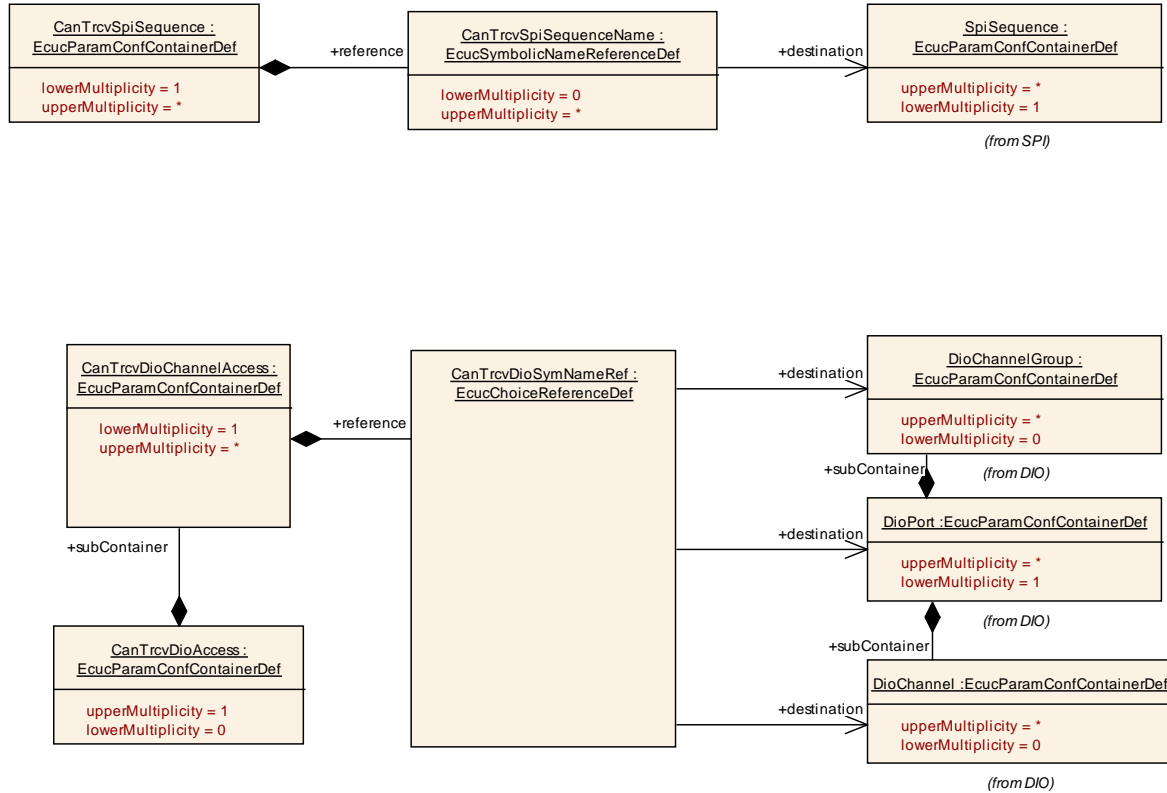 CanTrcvSpiSequence :
EcucParamConfContainerDef
lowerMultiplicity = 1
upperMultiplicity = *
+reference
CanTrcvSpiSequenceName :
EcucSymbolicNameReferenceDef
lowerMultiplicity = 0
upperMultiplicity = *
+destination
SpiSequence :
EcucParamConfContainerDef
upperMultiplicity = *
lowerMultiplicity = 1
(from SPI)
CanTrcvDioChannelAccess :
EcucParamConfContainerDef
lowerMultiplicity = 1
upperMultiplicity = *
+reference
+subContainer
CanTrcvDioAccess :
EcucParamConfContainerDef
upperMultiplicity = 1
lowerMultiplicity = 0
CanTrcvDioSymNameRef :
EcucChoiceReferenceDef
+destination
DioChannelGroup :
EcucParamConfContainerDef
upperMultiplicity = *
lowerMultiplicity = 0
(from DIO)
+subContainer
+destination
DioPort :EcucParamConfContainerDef
upperMultiplicity = *
lowerMultiplicity = 1
(from DIO)
+subContainer
+destination
DioChannel :EcucParamConfContainerDef
upperMultiplicity = *
lowerMultiplicity = 0
(from DIO)